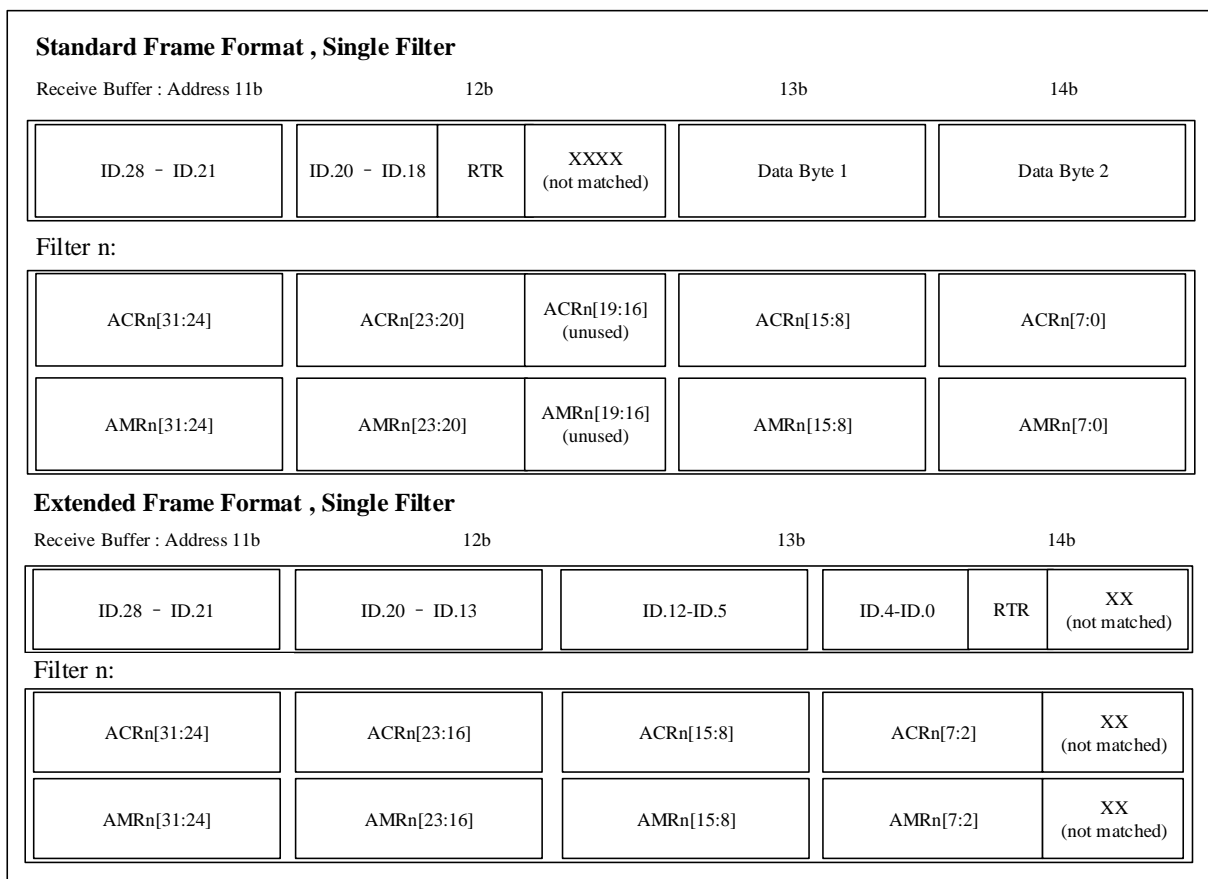 Standard Frame Format , Single Filter
Receive Buffer : Address 11b 12b 13b 14b
ID.28 - ID.21 ID.20 - ID.18 RTR XXXX (not matched) Data Byte 1 Data Byte 2
Filter n:
ACRn[31:24] ACRn[23:20] ACRn[19:16] (unused) ACRn[15:8] ACRn[7:0]
AMRn[31:24] AMRn[23:20] AMRn[19:16] (unused) AMRn[15:8] AMRn[7:0]
Extended Frame Format , Single Filter
Receive Buffer : Address 11b 12b 13b 14b
ID.28 - ID.21 ID.20 - ID.13 ID.12-ID.5 ID.4-ID.0 RTR XX (not matched)
Filter n:
ACRn[31:24] ACRn[23:16] ACRn[15:8] ACRn[7:2] XX (not matched)
AMRn[31:24] AMRn[23:16] AMRn[15:8] AMRn[7:2] XX (not matched)